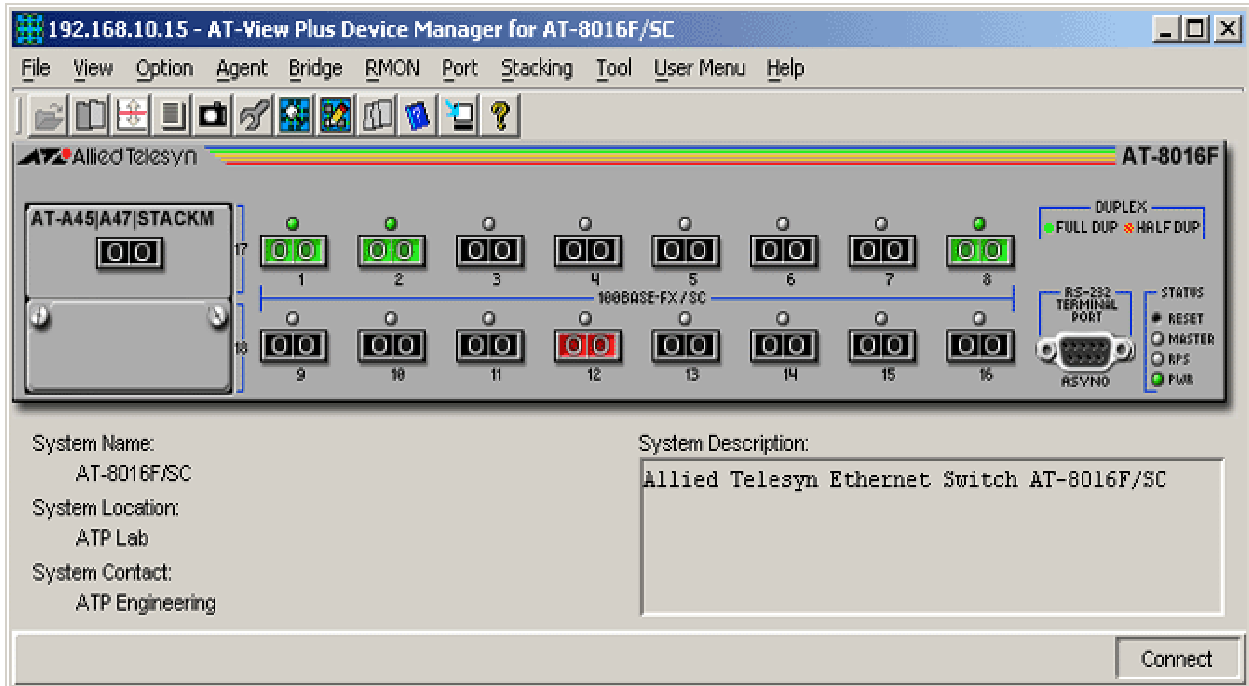 192.168.10.15 - AT-View Plus Device Manager for AT-8016F/SC
File View Option Agent Bridge RMON Port Stacking Tool User Menu Help
Allied Telesyn
AT-8016F
AT-A45|A47|STACKM
17
1 2 3 4 5 6 7 8
DUPLEX
FULL DUP HALF DUP
100BASE-FX/SC
18
9 10 11 12 13 14 15 16
RS-232
TERMINAL
PORT
ASYNO
STATUS
RESET
MASTER
RPS
PWR
System Name:
AT-8016F/SC
System Location:
ATP Lab
System Contact:
ATP Engineering
System Description:
Allied Telesyn Ethernet Switch AT-8016F/SC
Connect